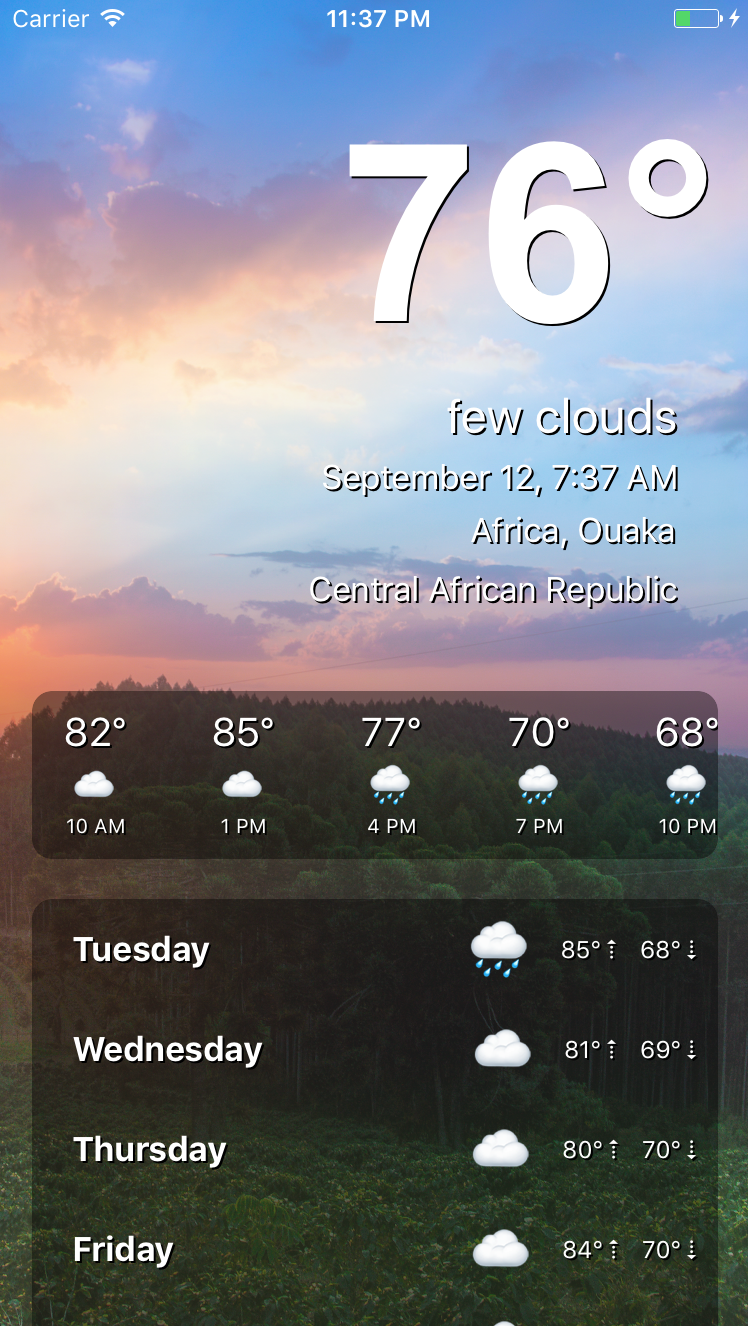 Carrier 11:37 PM
76°
few clouds
September 12, 7:37 AM
Africa, Ouaka
Central African Republic
82° 85° 77° 70° 68°
10 AM 1 PM 4 PM 7 PM 10 PM
Tuesday 85° 68°
Wednesday 81° 69°
Thursday 80° 70°
Friday 84° 70°